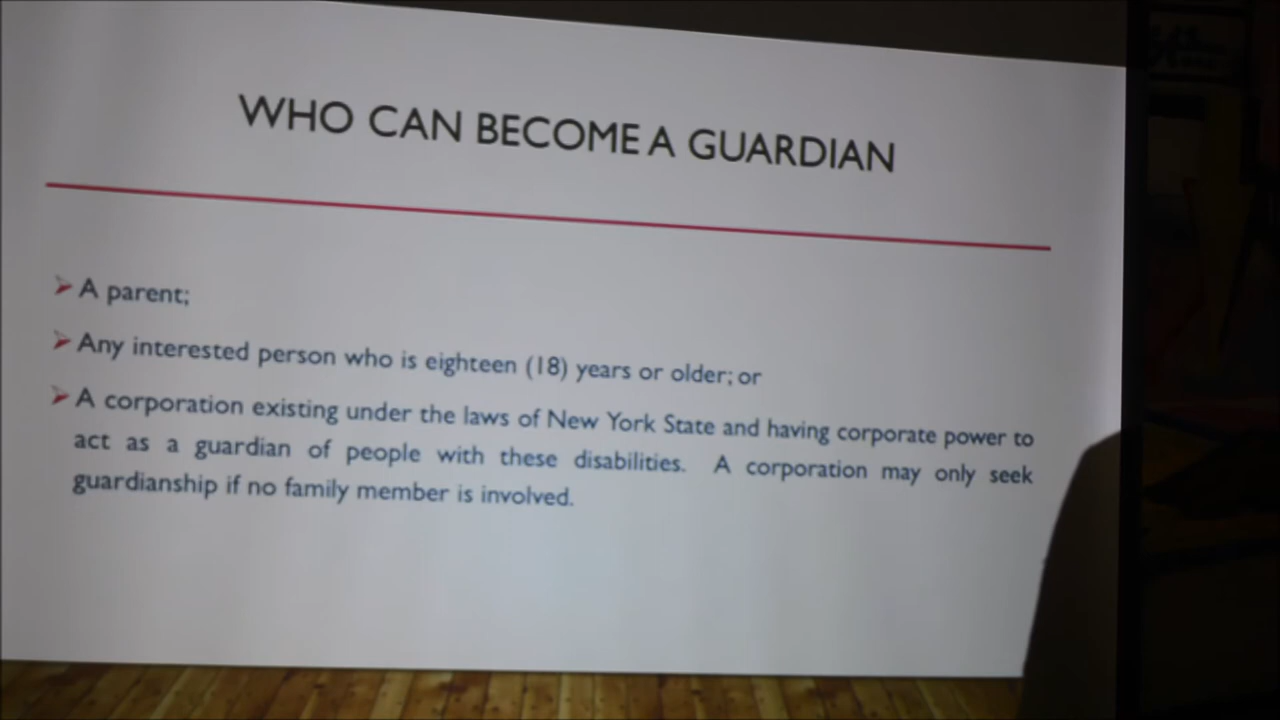 WHO CAN BECOME A GUARDIAN
A parent;
Any interested person who is eighteen (18) years or older; or
A corporation existing under the laws of New York State and having corporate power to
act as a guardian of people with these disabilities. A corporation may only seek
guardianship if no family member is involved.